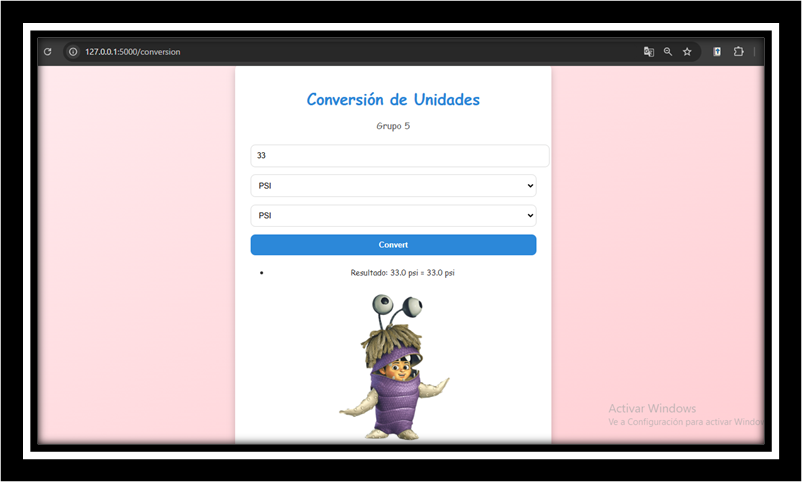 127.0.0.1:5000/conversion
Conversión de Unidades
Grupo 5
33
PSI
PSI
Convert
Resultado: 33.0 psi = 33.0 psi
Activar Windows
Ve a Configuración para activar Window